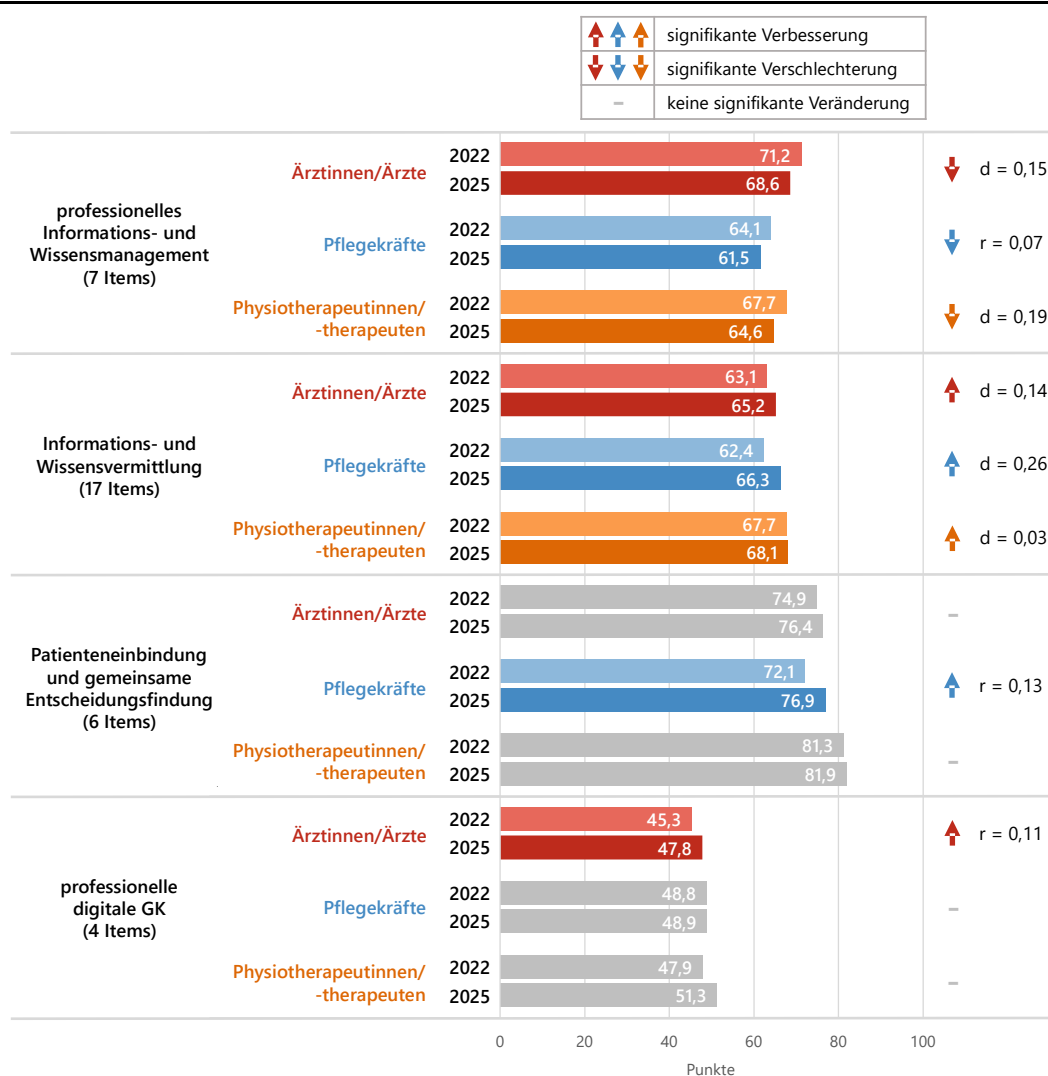 signifikante Verbesserung
signifikante Verschlechterung
– keine signifikante Veränderung
professionelles
Informations- und
Wissensmanagement
(7 Items)
Ärztinnen/Ärzte
2022 71,2
2025 68,6
d = 0,15
Pflegekräfte
2022 64,1
2025 61,5
r = 0,07
Physiotherapeutinnen/
-therapeuten
2022 67,7
2025 64,6
d = 0,19
Informations- und
Wissensvermittlung
(17 Items)
Ärztinnen/Ärzte
2022 63,1
2025 65,2
d = 0,14
Pflegekräfte
2022 62,4
2025 66,3
d = 0,26
Physiotherapeutinnen/
-therapeuten
2022 67,7
2025 68,1
d = 0,03
Patienteneinbindung
und gemeinsame
Entscheidungsfindung
(6 Items)
Ärztinnen/Ärzte
2022 74,9
2025 76,4
–
Pflegekräfte
2022 72,1
2025 76,9
r = 0,13
Physiotherapeutinnen/
-therapeuten
2022 81,3
2025 81,9
–
professionelle
digitale GK
(4 Items)
Ärztinnen/Ärzte
2022 45,3
2025 47,8
r = 0,11
Pflegekräfte
2022 48,8
2025 48,9
–
Physiotherapeutinnen/
-therapeuten
2022 47,9
2025 51,3
–
0 20 40 60 80 100
Punkte